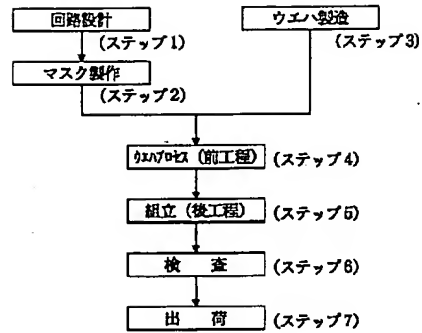 回路設計
(ステップ1)
ウエハ製造
(ステップ3)
マスク製作
(ステップ2)
ウエハプロセス(前工程)
(ステップ4)
組立(後工程)
(ステップ5)
検 査
(ステップ6)
出 荷
(ステップ7)